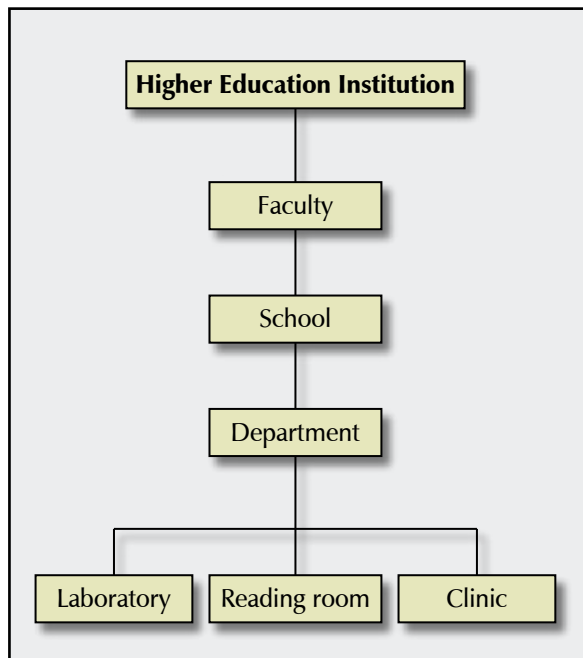 Higher Education Institution
Faculty
School
Department
Laboratory
Reading room
Clinic